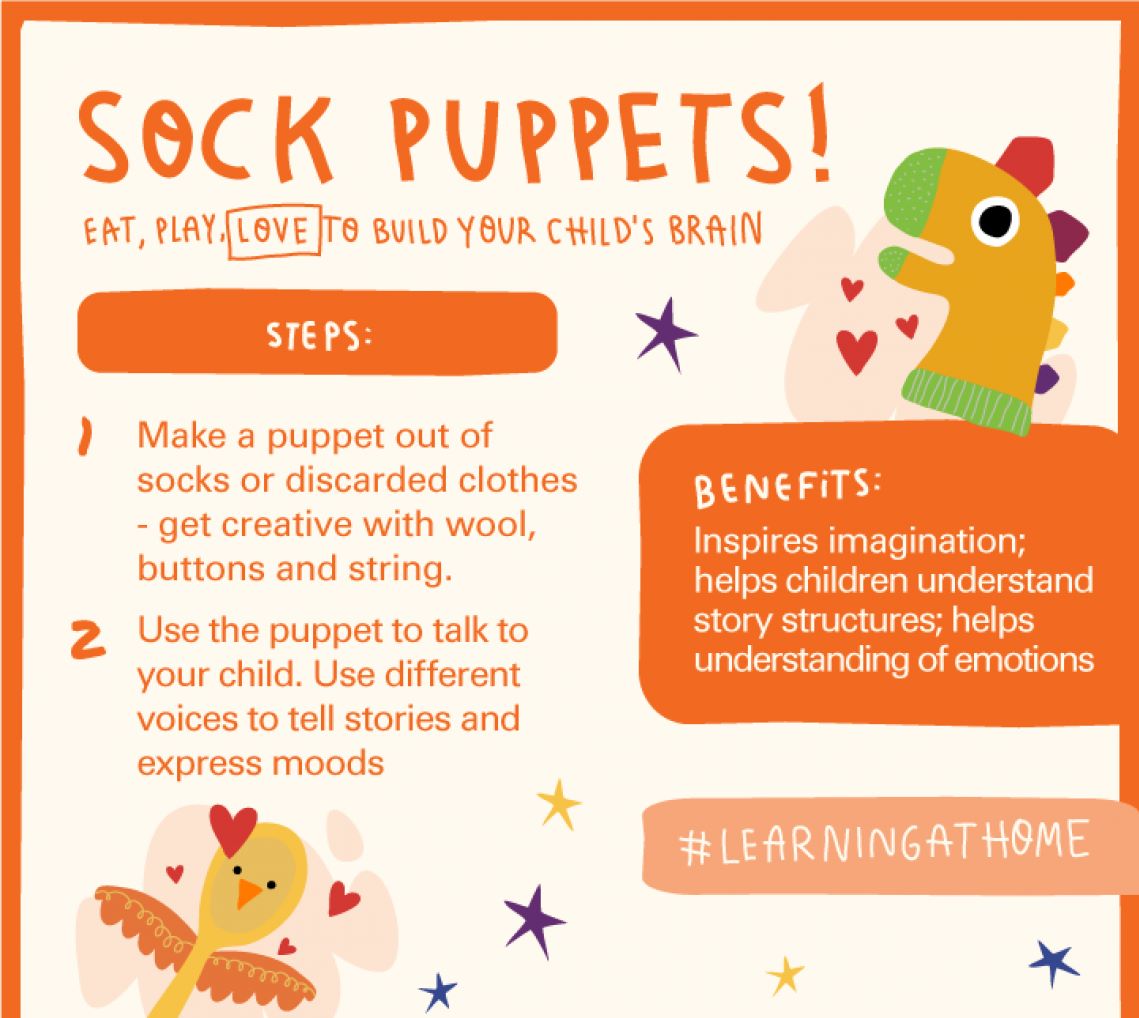 SOCK PUPPETS!
EAT, PLAY, LOVE TO BUILD YOUR CHILD'S BRAIN
STEPS:
1 Make a puppet out of
socks or discarded clothes
- get creative with wool,
buttons and string.
2 Use the puppet to talk to
your child. Use different
voices to tell stories and
express moods
BENEFiTS:
Inspires imagination;
helps children understand
story structures; helps
understanding of emotions
#LEARNINGATHOME